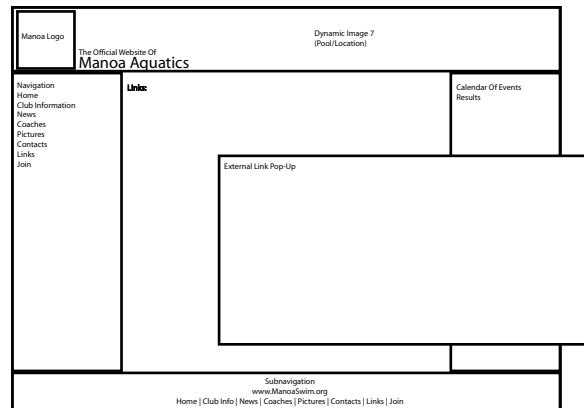 Manoa Logo
The Official Website Of
Manoa Aquatics
Dynamic Image 7
(Pool/Location)
Navigation
Home
Club Information
News
Coaches
Pictures
Contacts
Links
Join
Links:
Calendar Of Events
Results
External Link Pop-Up
Subnavigation
www.ManoaSwim.org
Home | Club Info | News | Coaches | Pictures | Contacts | Links | Join